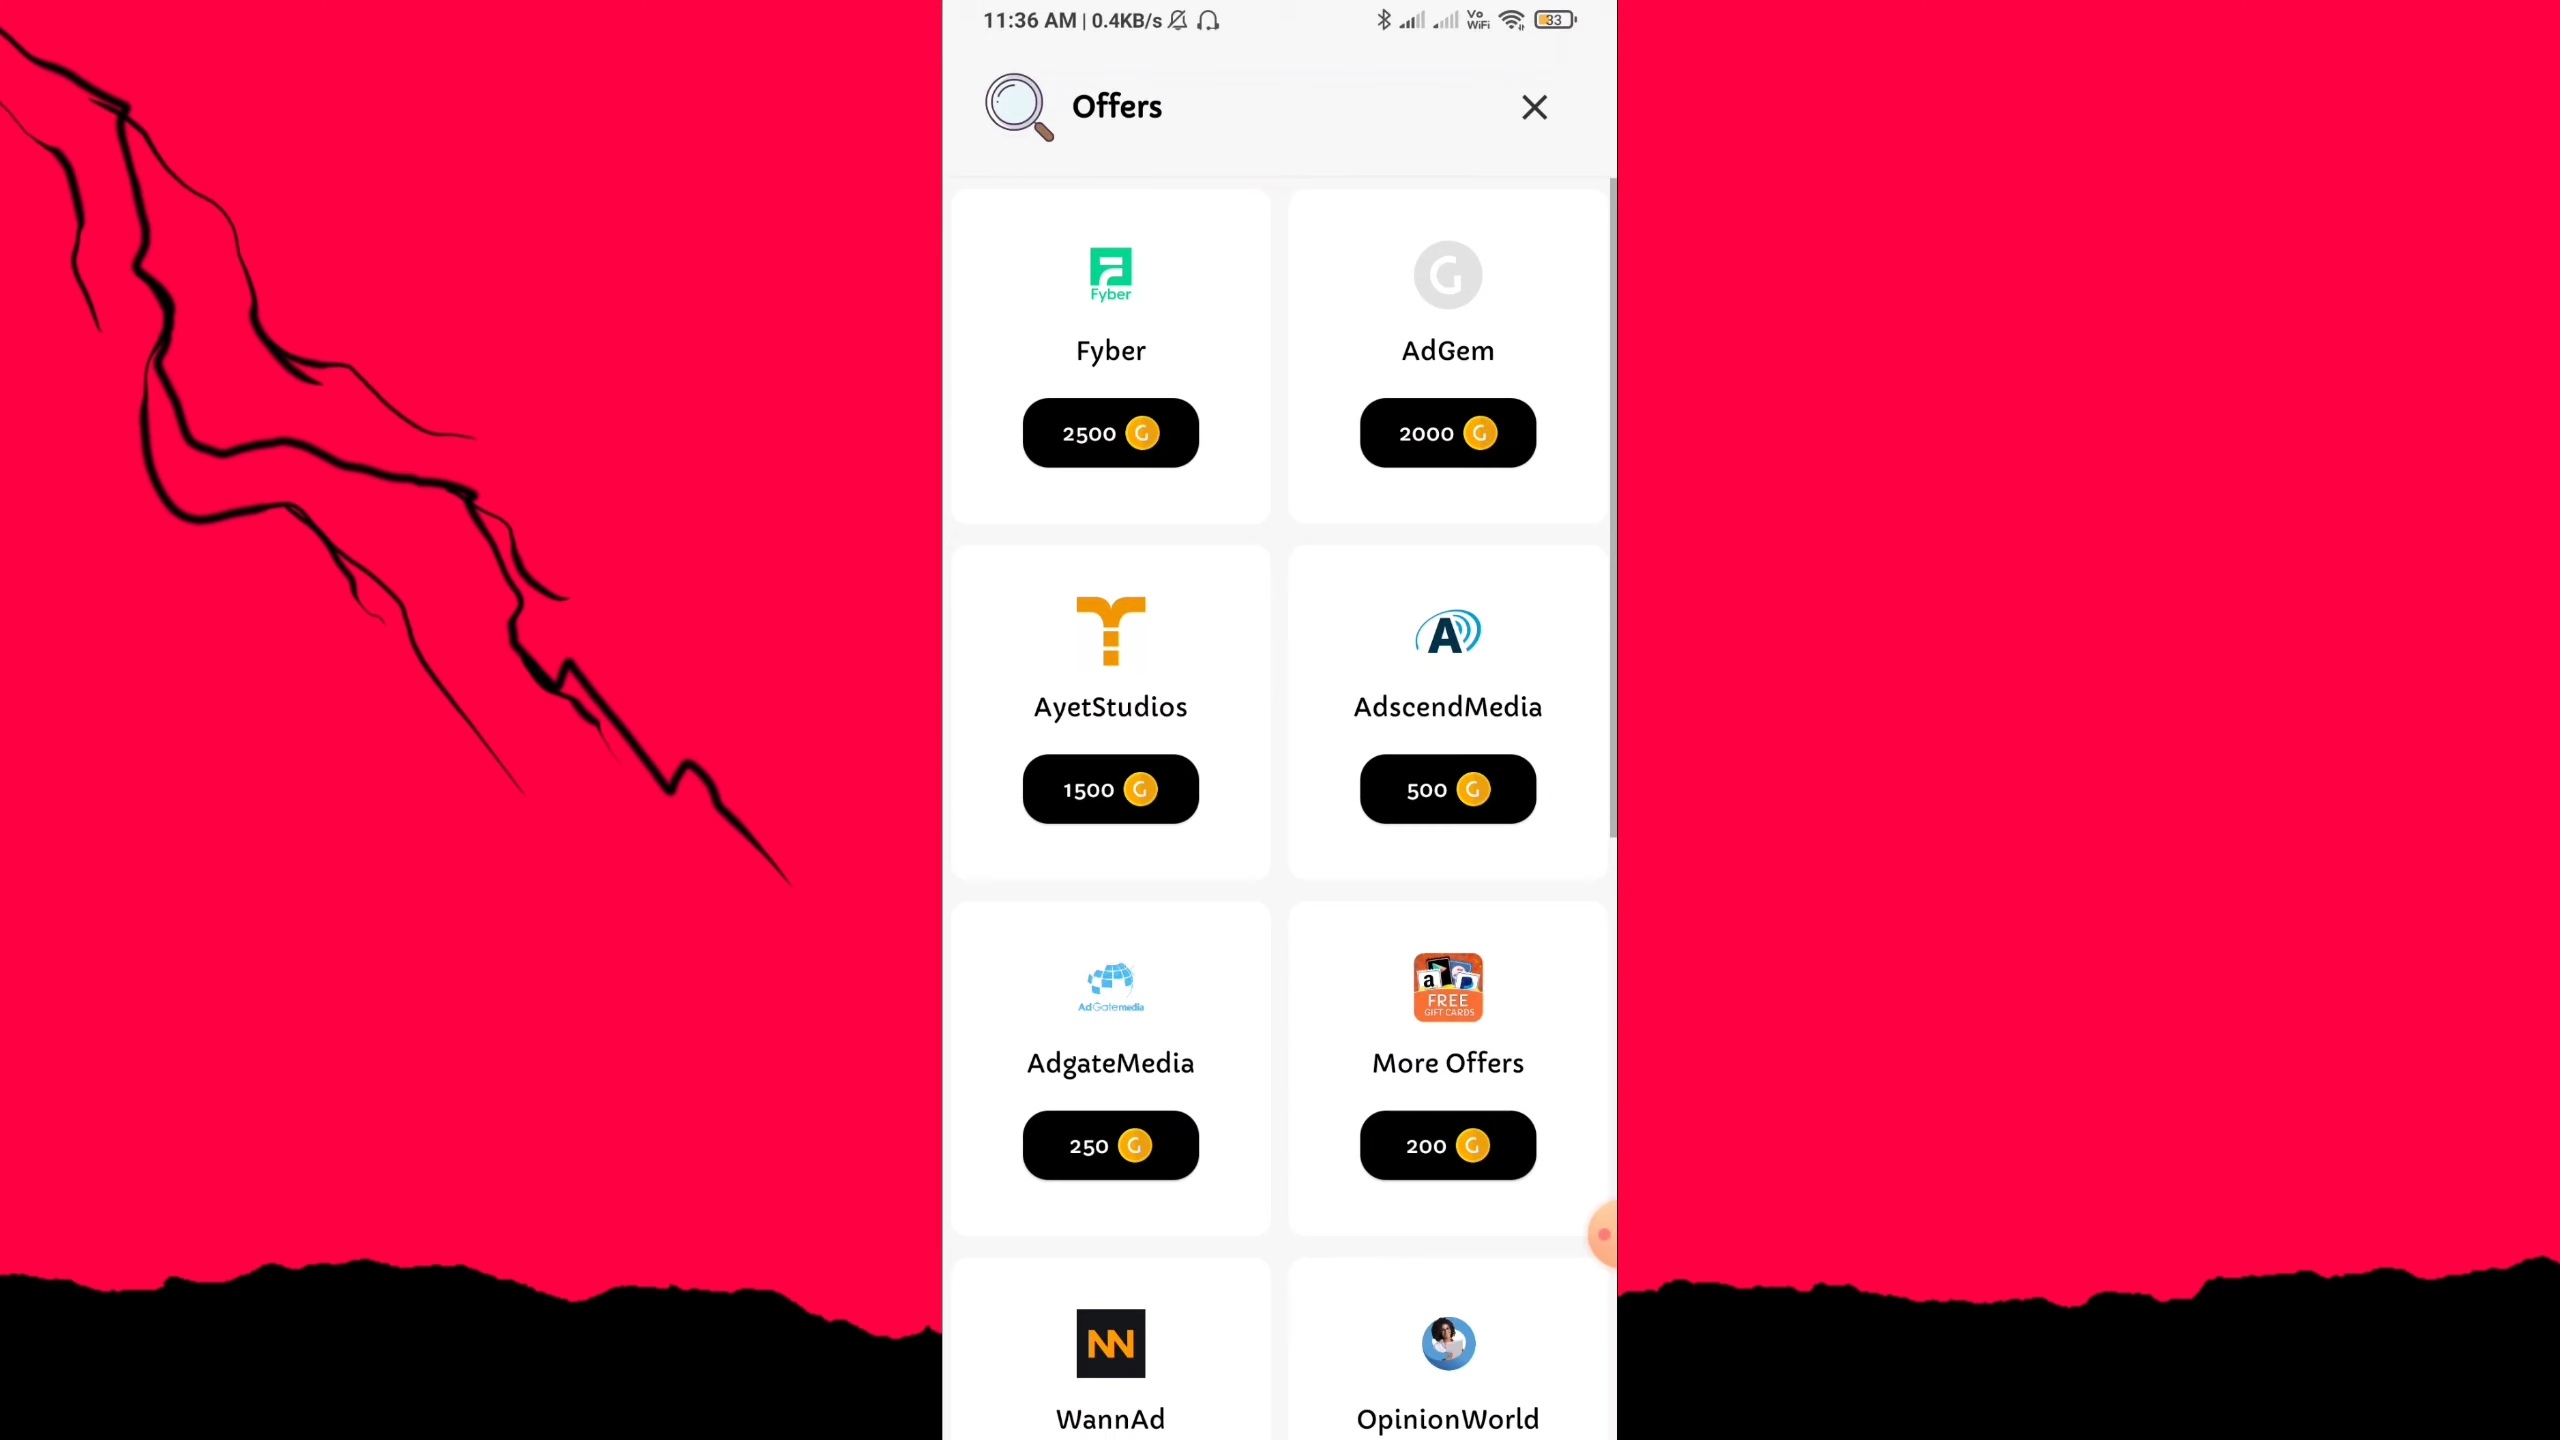 11:36 AM | 0.4KB/s
Vo
WiFi
33
Offers
Fyber
G
Fyber
AdGem
2500 G
2000 G
A
AyetStudios
AdscendMedia
1500 G
500 G
AdGatemedia
a
FREE
GIFT CARDS
AdgateMedia
More Offers
250 G
200 G
NN
WannAd
OpinionWorld